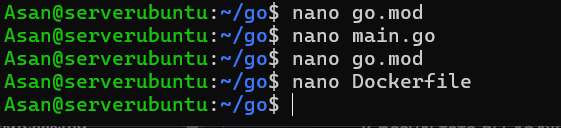 Asan@serverubuntu:~/go$ nano go.mod
Asan@serverubuntu:~/go$ nano main.go
Asan@serverubuntu:~/go$ nano go.mod
Asan@serverubuntu:~/go$ nano Dockerfile
Asan@serverubuntu:~/go$